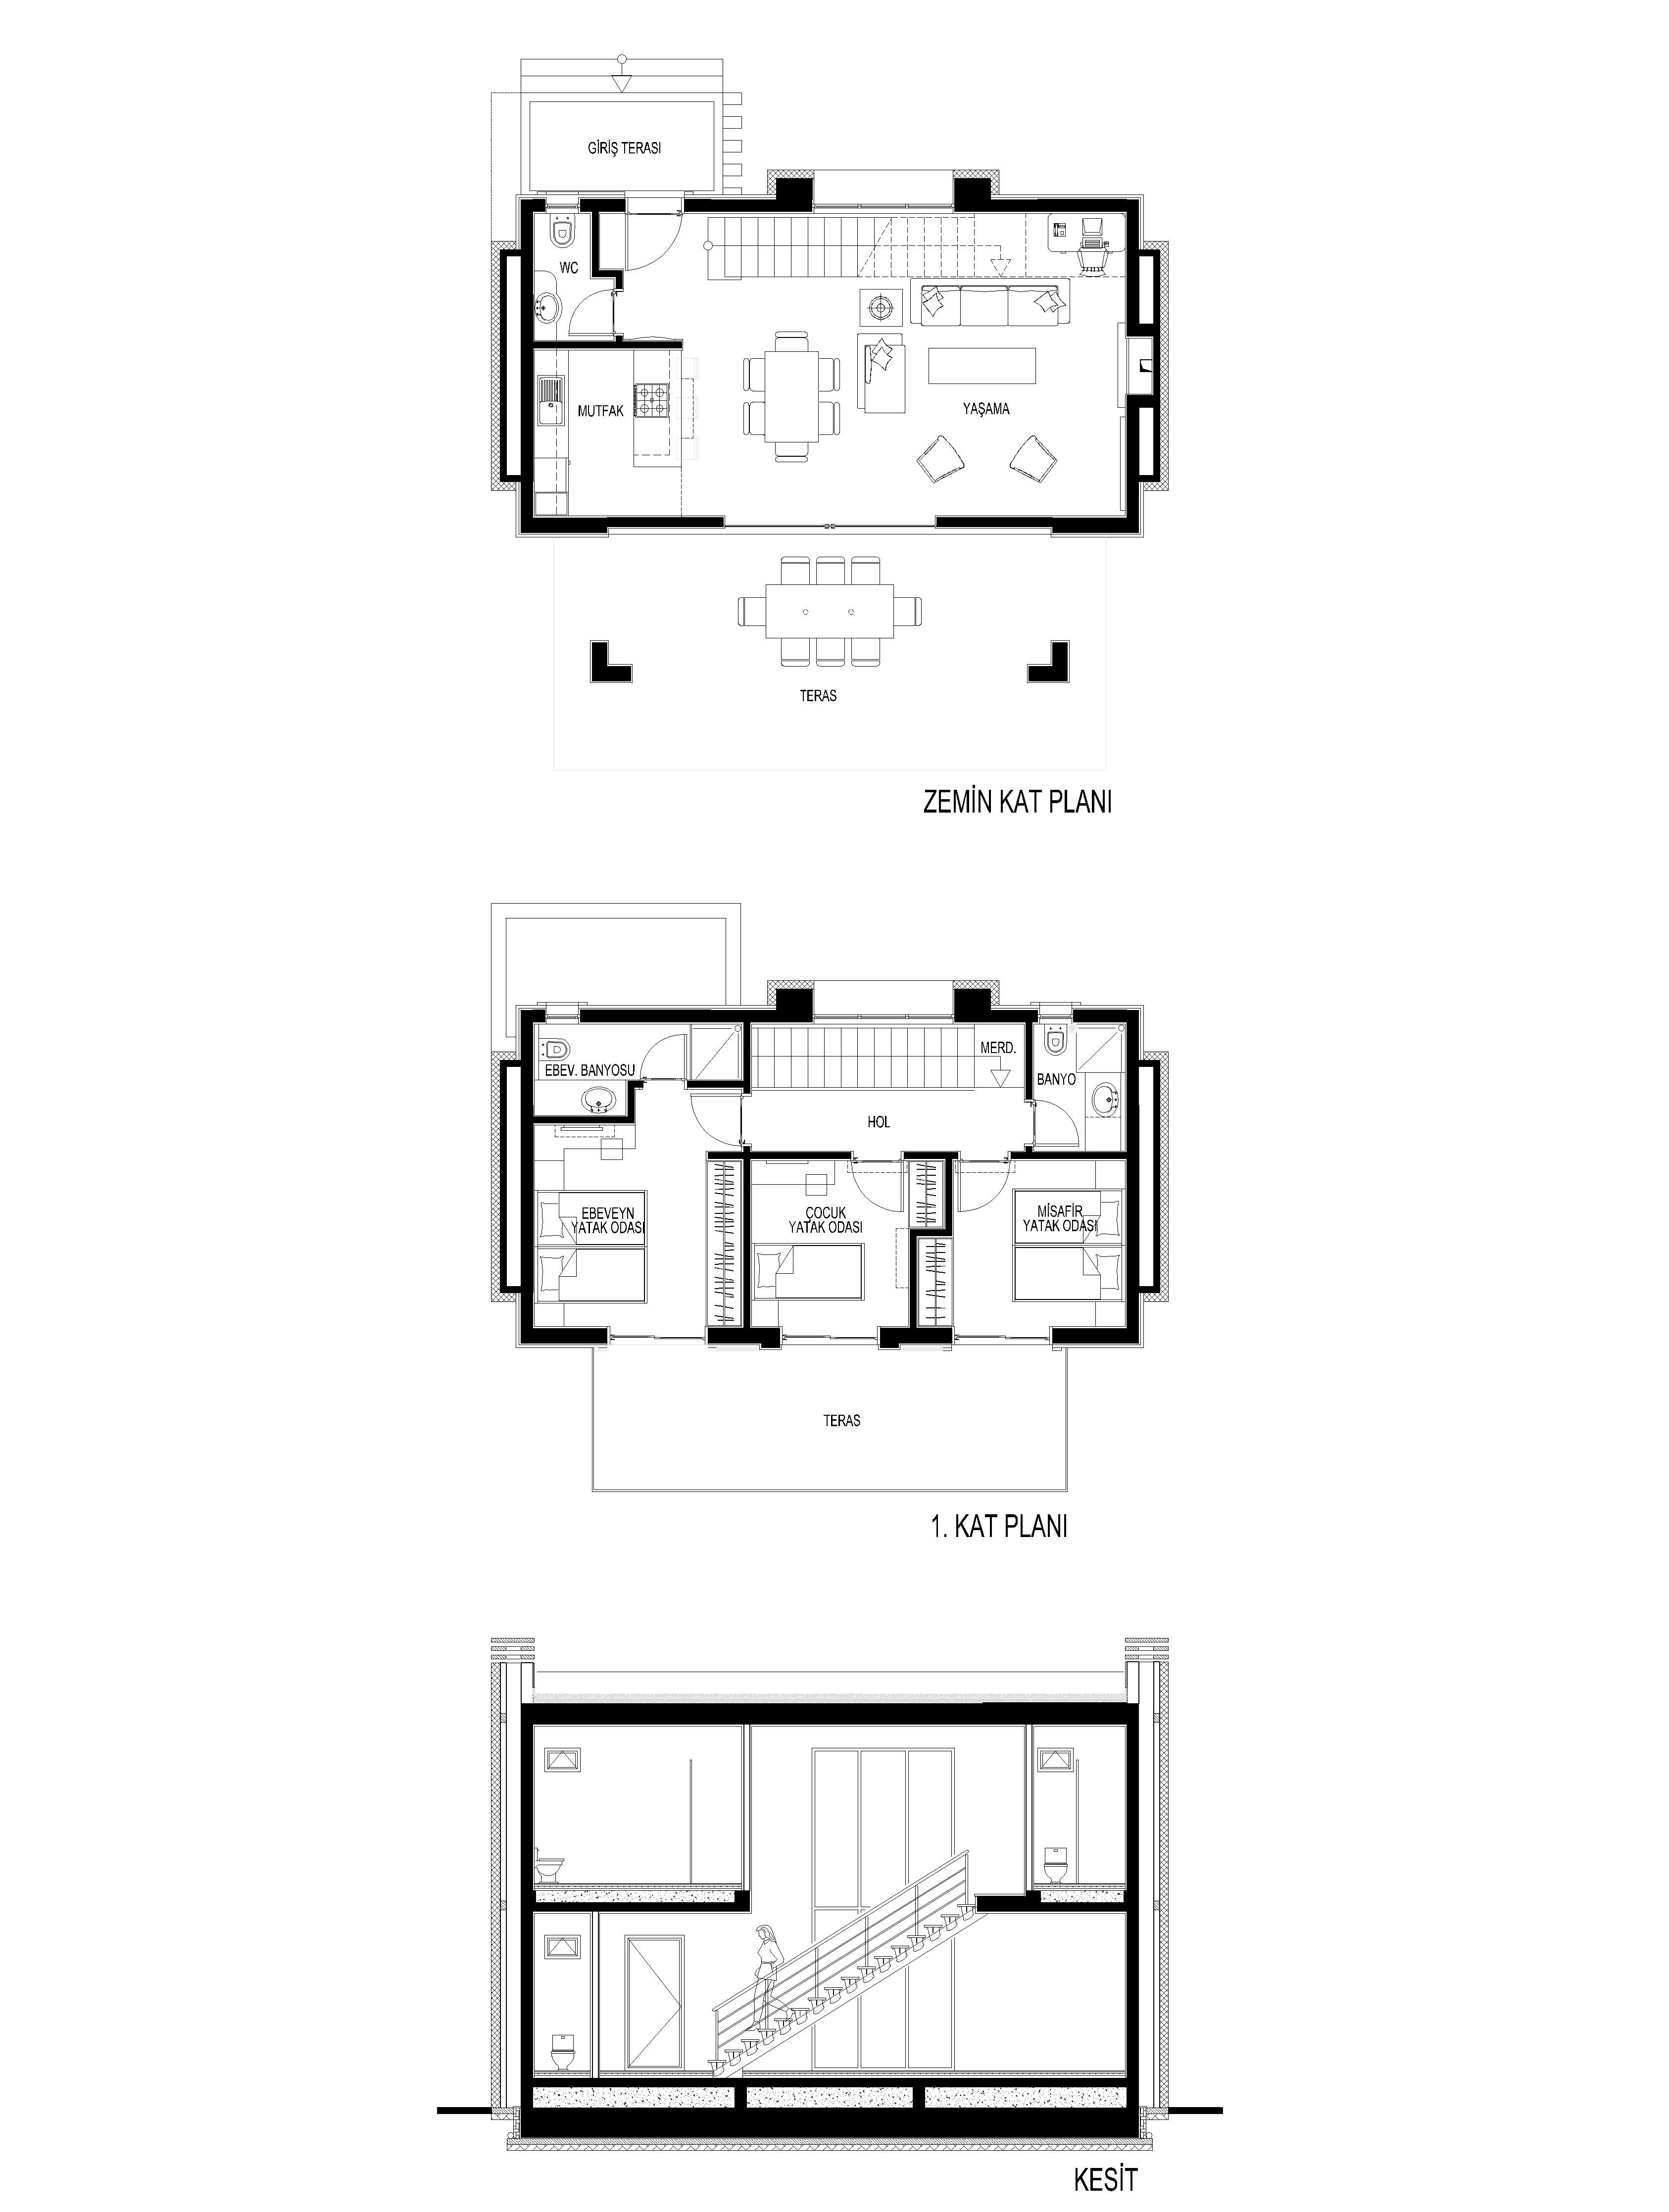 GİRİŞ TERASI
WC
MUTFAK
YAŞAMA
TERAS
ZEMİN KAT PLANI
MERD.
EBEV. BANYOSU
BANYO
HOL
EBEVEYN
YATAK ODASI
ÇOCUK
YATAK ODASI
MİSAFİR
YATAK ODASI
TERAS
1. KAT PLANI
KESİT